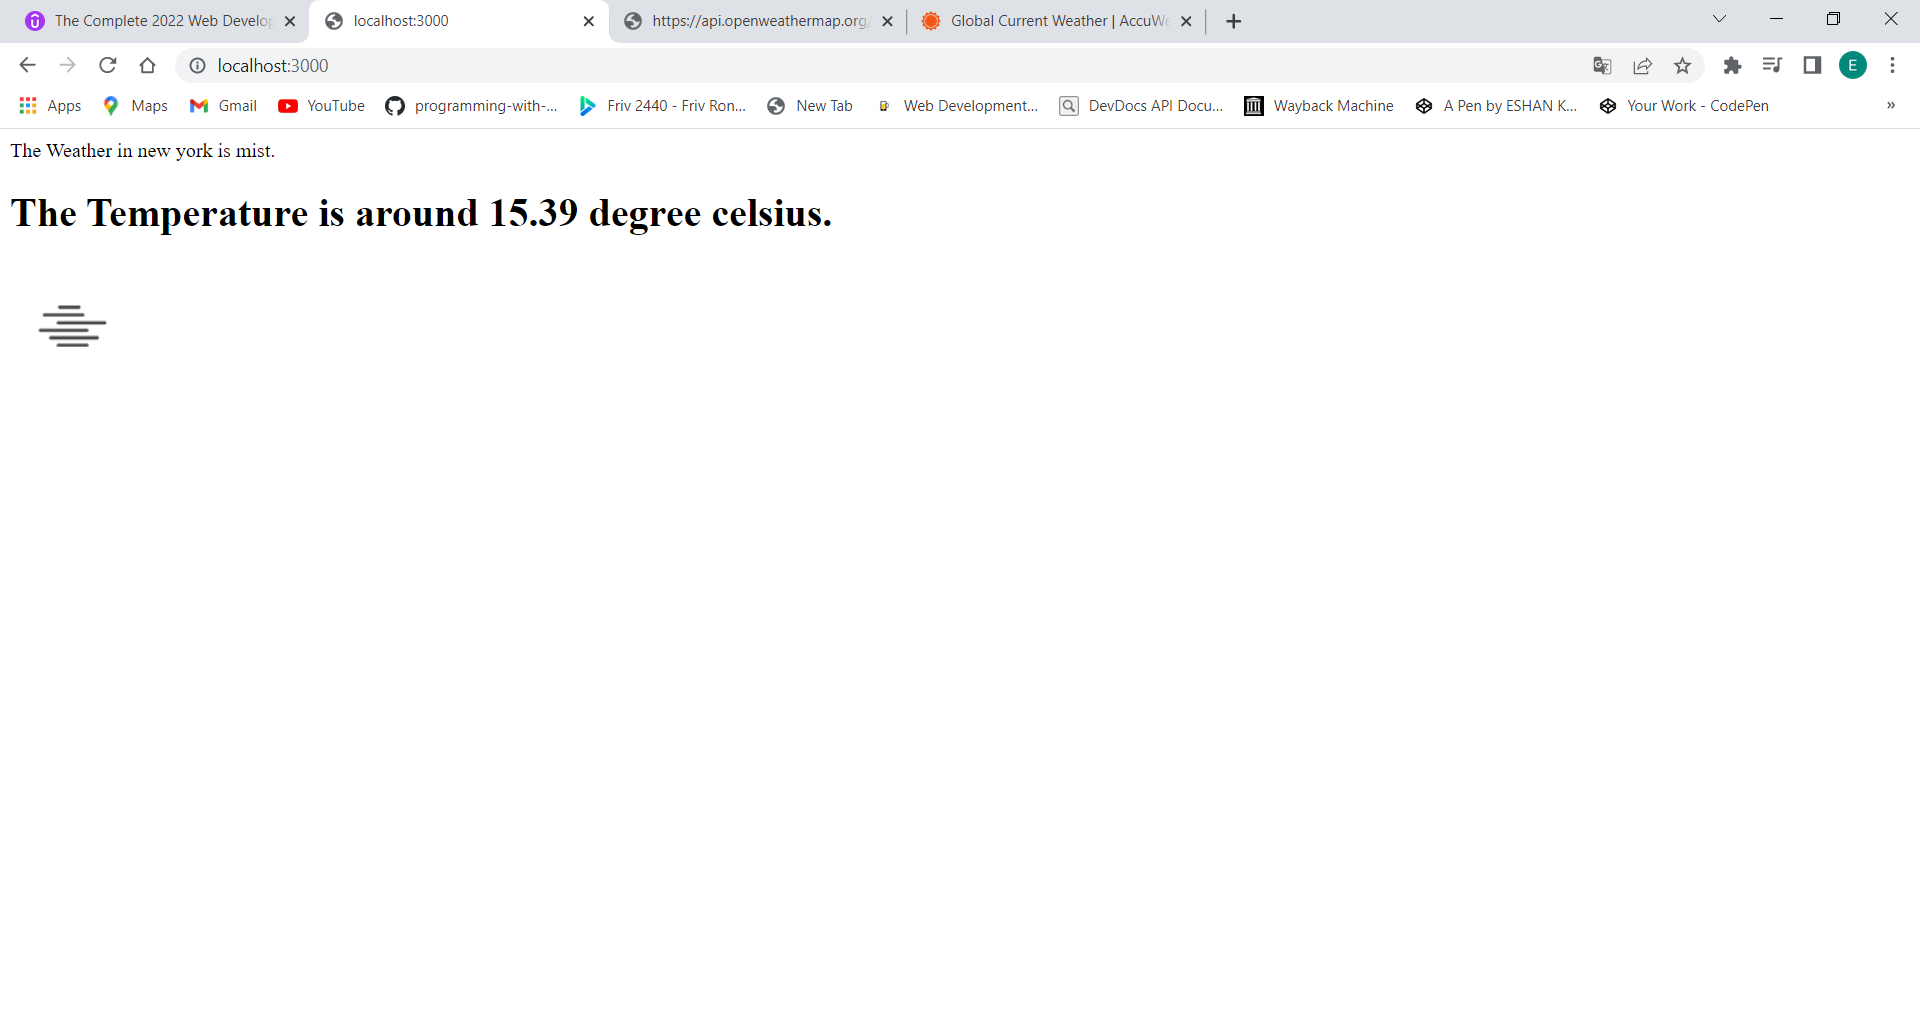 The Complete 2022 Web Develop
localhost:3000
https://api.openweathermap.org/
Global Current Weather | AccuWe
localhost:3000
E
Apps
Maps
Gmail
YouTube
programming-with-...
Friv 2440 - Friv Ron...
New Tab
Web Development...
DevDocs API Docu...
Wayback Machine
A Pen by ESHAN K...
Your Work - CodePen
»
The Weather in new york is mist.
The Temperature is around 15.39 degree celsius.